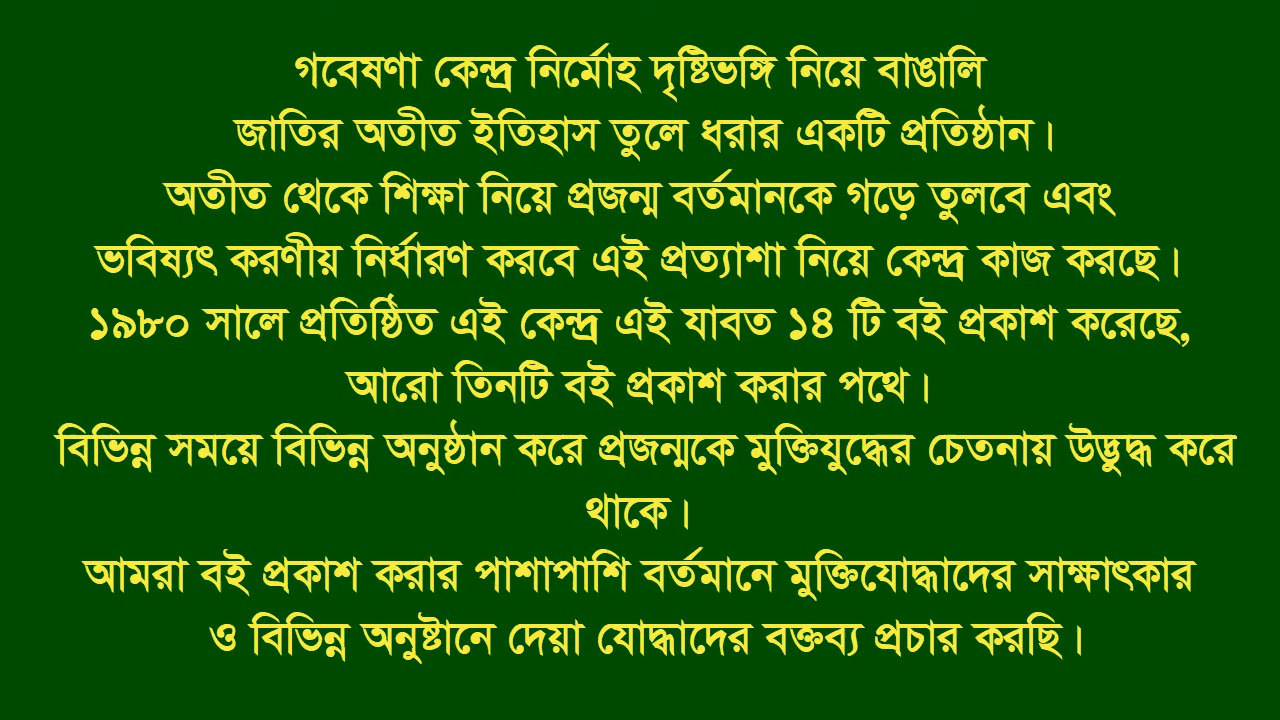 গবেষণা কেন্দ্র নির্মোহ দৃষ্টিভঙ্গি নিয়ে বাঙালি
জাতির অতীত ইতিহাস তুলে ধরার একটি প্রতিষ্ঠান।
অতীত থেকে শিক্ষা নিয়ে প্রজন্ম বর্তমানকে গড়ে তুলবে এবং
ভবিষ্যৎ করণীয় নির্ধারণ করবে এই প্রত্যাশা নিয়ে কেন্দ্র কাজ করছে।
১৯৮০ সালে প্রতিষ্ঠিত এই কেন্দ্র এই যাবত ১৪ টি বই প্রকাশ করেছে,
আরো তিনটি বই প্রকাশ করার পথে।
বিভিন্ন সময়ে বিভিন্ন অনুষ্ঠান করে প্রজন্মকে মুক্তিযুদ্ধের চেতনায় উদ্ভুদ্ধ করে
থাকে।
আমরা বই প্রকাশ করার পাশাপাশি বর্তমানে মুক্তিযোদ্ধাদের সাক্ষাৎকার
ও বিভিন্ন অনুষ্টানে দেয়া যোদ্ধাদের বক্তব্য প্রচার করছি।